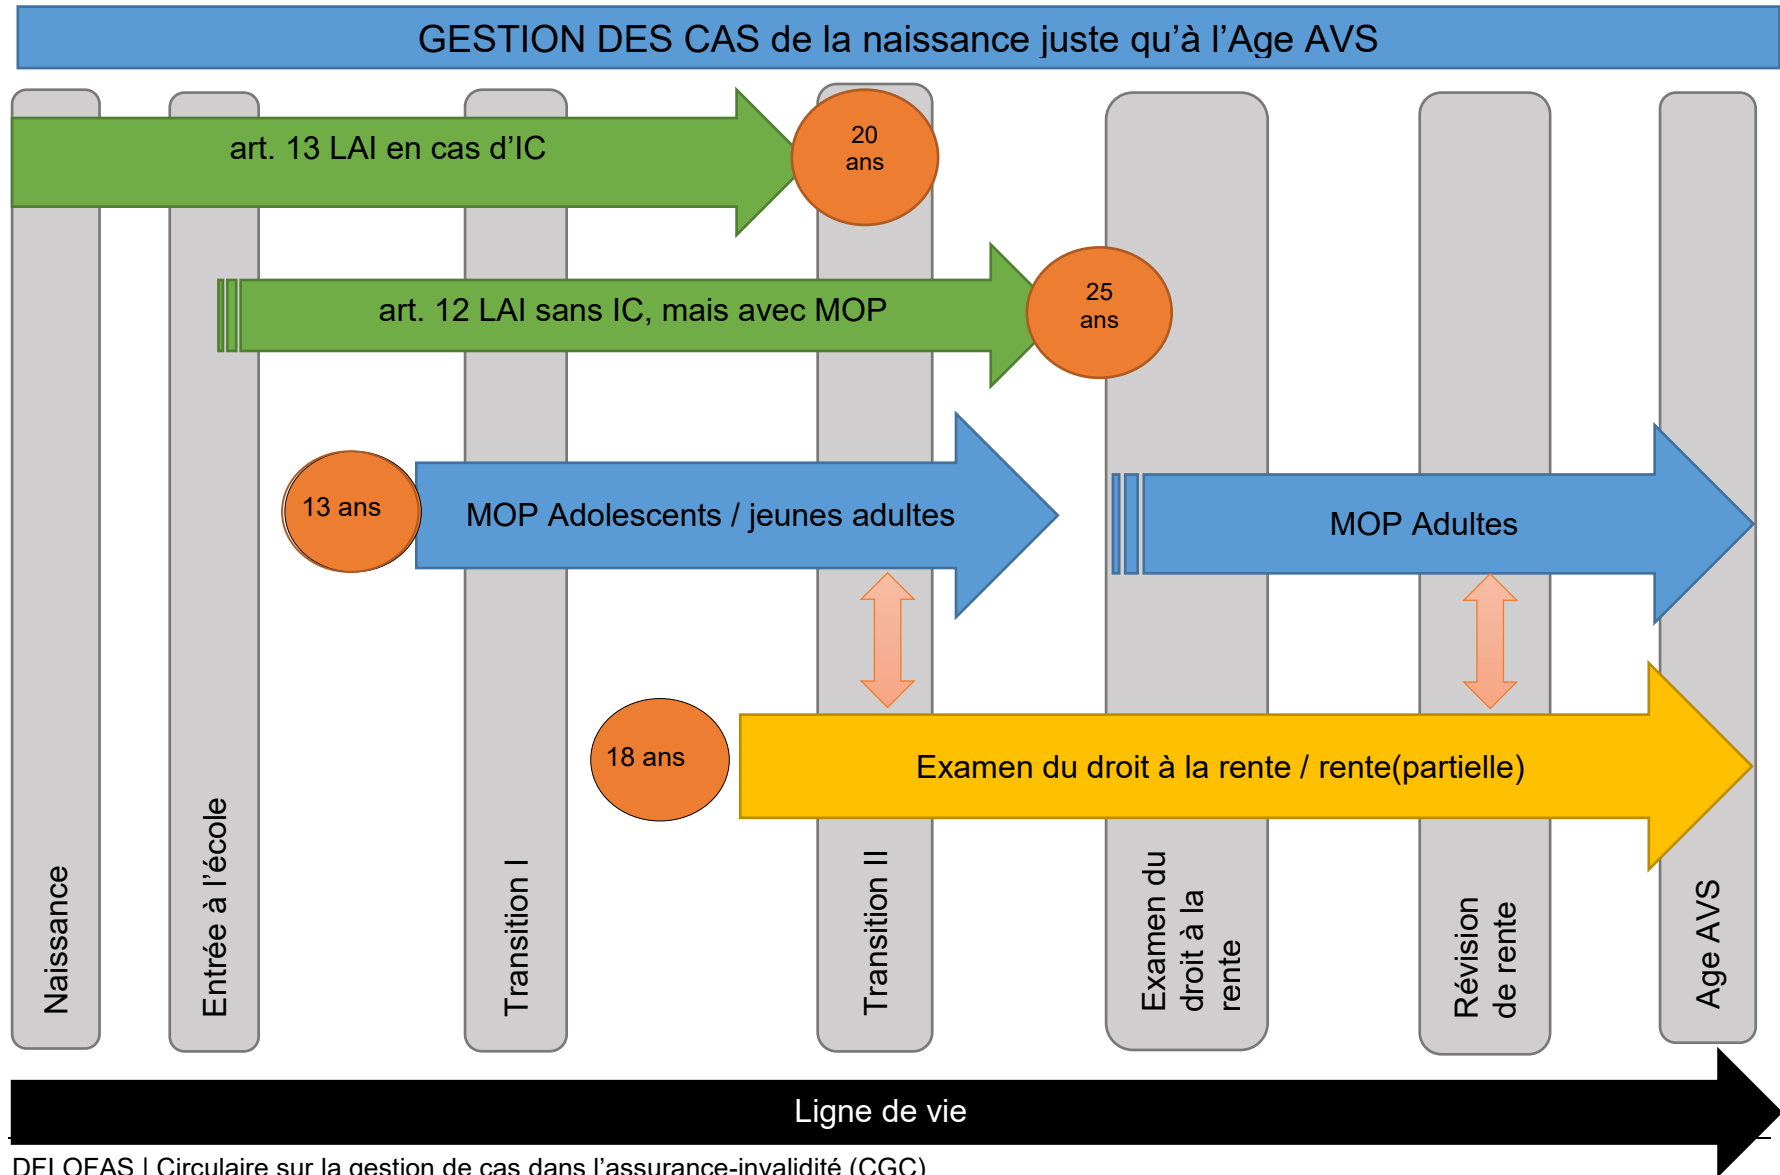 GESTION DES CAS de la naissance juste qu'à l'Age AVS
art. 13 LAI en cas d'IC
20
ans
art. 12 LAI sans IC, mais avec MOP
25
ans
13 ans
MOP Adolescents / jeunes adultes
MOP Adultes
18 ans
Examen du droit à la rente / rente(partielle)
Naissance
Entrée à l'école
Transition I
Transition II
Examen du
droit à la
rente
Révision
de rente
Age AVS
Ligne de vie
DFI OFAS | Circulaire sur la gestion de cas dans l'assurance-invalidité (CGC)